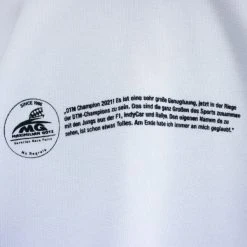 SINCE 1986
MG
MAXIMILIAN GÖTZ
No Regrets
„DTM Champion 2021! Es ist eine sehr große Genugtuung, jetzt in der Riege
der DTM-Champions zu sein. Das sind die ganz Großen des Sports zusammen
mit den Jungs aus der F1, IndyCar und Rallye. Den eigenen Namen da zu
sehen, ist schon etwas Tolles. Am Ende habe ich immer an mich geglaubt."